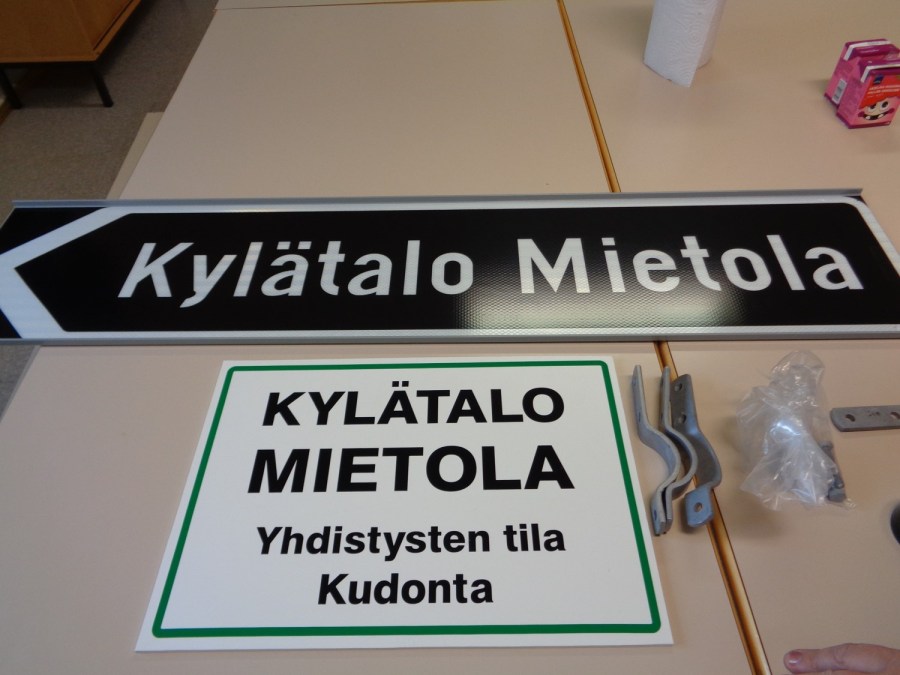 Kylätalo Mietola
KYLÄTALO
MIETOLA
Yhdistysten tila
Kudonta